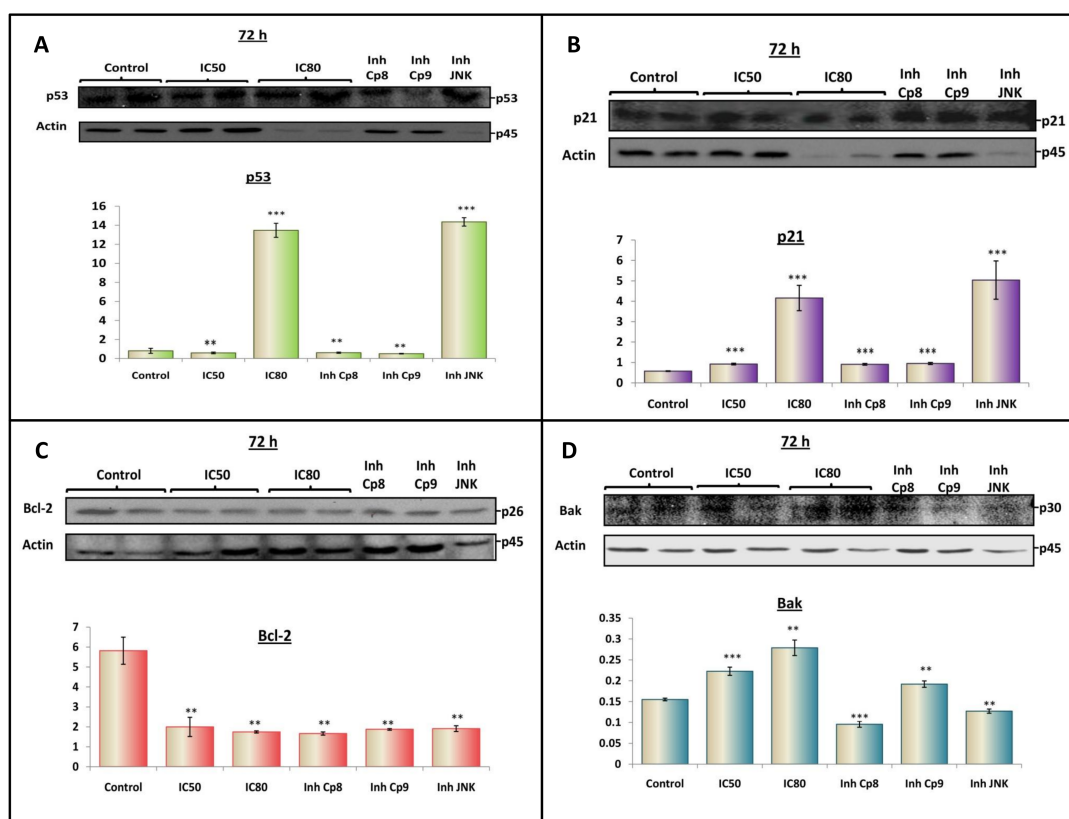 A
72 h
Control IC50 IC80 Inh Cp8 Inh Cp9 Inh JNK
p53 p53
Actin p45
p53
16
14
12
10
8
6
4
2
0
***
***
**
**
**
Control IC50 IC80 Inh Cp8 Inh Cp9 Inh JNK
B
72 h
Control IC50 IC80 Inh Cp8 Inh Cp9 Inh JNK
p21 p21
Actin p45
p21
7
6
5
4
3
2
1
0
***
***
***
***
***
Control IC50 IC80 Inh Cp8 Inh Cp9 Inh JNK
C
72 h
Control IC50 IC80 Inh Cp8 Inh Cp9 Inh JNK
Bcl-2 p26
Actin p45
Bcl-2
7
6
5
4
3
2
1
0
** ** ** ** **
Control IC50 IC80 Inh Cp8 Inh Cp9 Inh JNK
D
72 h
Control IC50 IC80 Inh Cp8 Inh Cp9 Inh JNK
Bak p30
Actin p45
Bak
0.35
0.3
0.25
0.2
0.15
0.1
0.05
0
***
**
***
**
**
Control IC50 IC80 Inh Cp8 Inh Cp9 Inh JNK